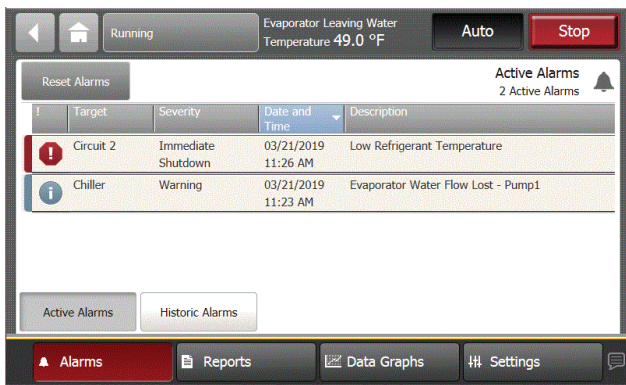 Running
Evaporator Leaving Water
Temperature 49.0 °F
Auto
Stop
Reset Alarms
Active Alarms
2 Active Alarms
! Target Severity Date and Time Description
Circuit 2 Immediate Shutdown 03/21/2019 11:26 AM Low Refrigerant Temperature
Chiller Warning 03/21/2019 11:23 AM Evaporator Water Flow Lost - Pump1
Active Alarms
Historic Alarms
Alarms
Reports
Data Graphs
Settings